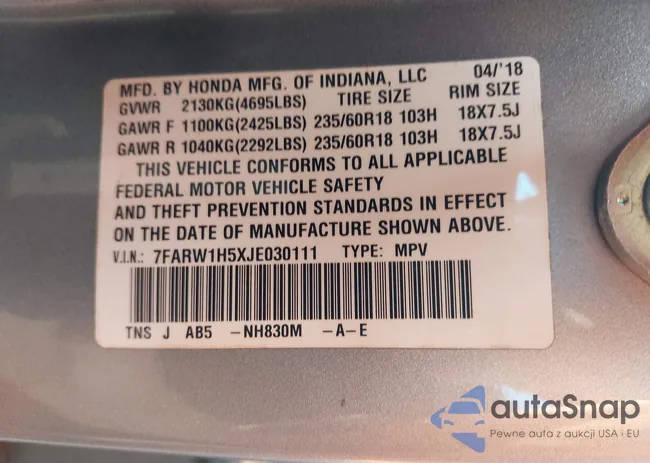 MFD. BY HONDA MFG. OF INDIANA, LLC 04/'18
GVWR 2130KG(4695LBS) TIRE SIZE RIM SIZE
GAWR F 1100KG(2425LBS) 235/60R18 103H 18X7.5J
GAWR R 1040KG(2292LBS) 235/60R18 103H 18X7.5J
THIS VEHICLE CONFORMS TO ALL APPLICABLE
FEDERAL MOTOR VEHICLE SAFETY
AND THEFT PREVENTION STANDARDS IN EFFECT
ON THE DATE OF MANUFACTURE SHOWN ABOVE.
V.I.N.: 7FARW1H5XJE030111 TYPE: MPV
TNS J AB5 -NH830M -A-E
autaSnap
Pewne auta z aukcji USA i EU